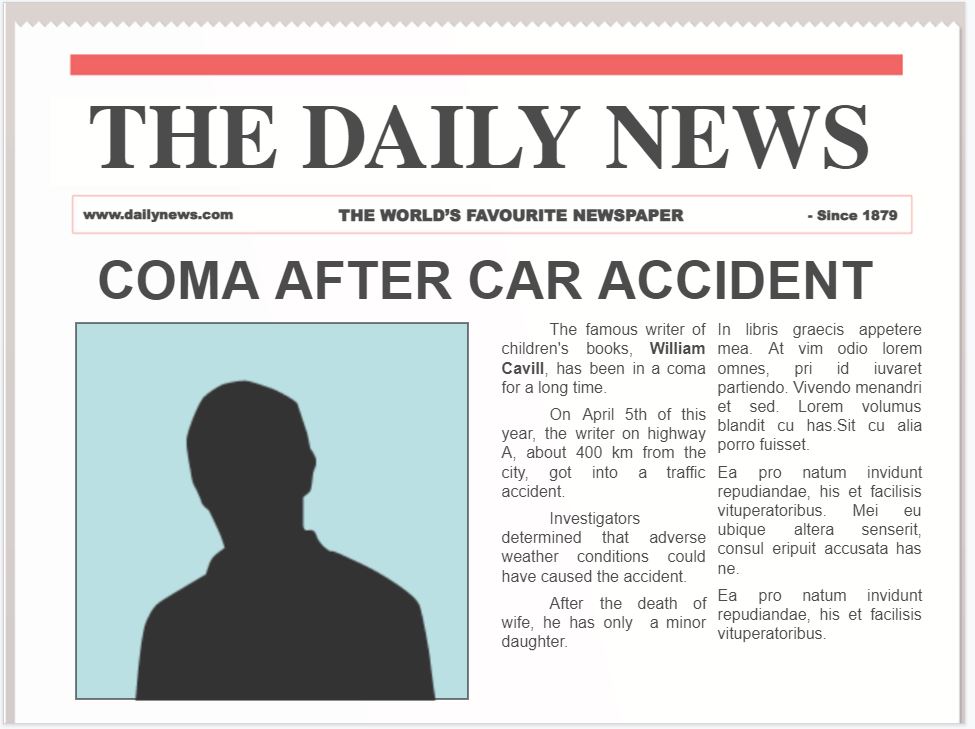 THE DAILY NEWS
www.dailynews.com THE WORLD'S FAVOURITE NEWSPAPER - Since 1879
COMA AFTER CAR ACCIDENT
The famous writer of
children's books, William
Cavill, has been in a coma
for a long time.
On April 5th of this
year, the writer on highway
A, about 400 km from the
city, got into a traffic
accident.
Investigators
determined that adverse
weather conditions could
have caused the accident.
After the death of
wife, he has only a minor
daughter.
In libris graecis appetere
mea. At vim odio lorem
omnes, pri id iuvaret
partiendo. Vivendo menandri
et sed. Lorem volumus
blandit cu has.Sit cu alia
porro fuisset.
Ea pro natum invidunt
repudiandae, his et facilisis
vituperatoribus. Mei eu
ubique altera senserit,
consul eripuit accusata has
ne.
Ea pro natum invidunt
repudiandae, his et facilisis
vituperatoribus.